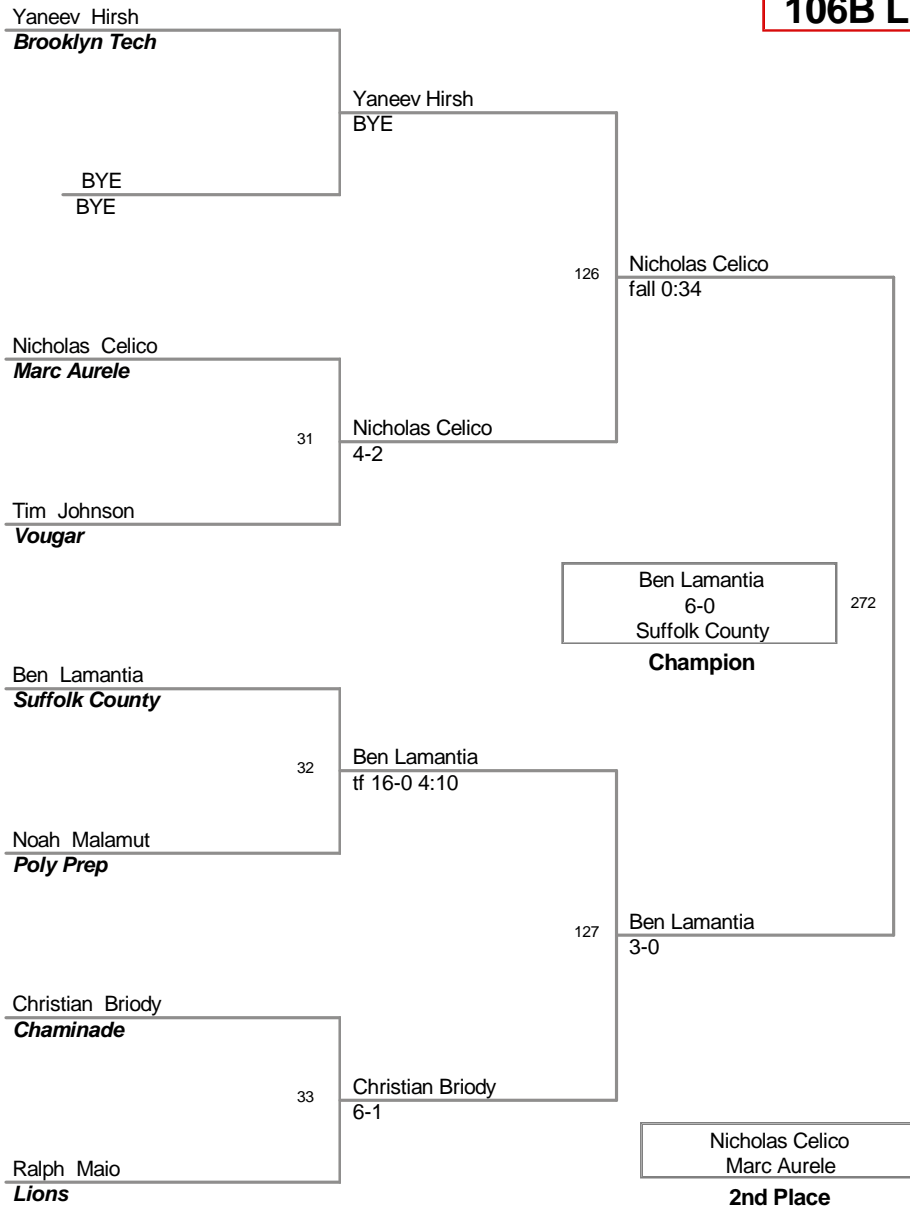 106B L
Yaneev Hirsh
Brooklyn Tech
Yaneev Hirsh
BYE
BYE
BYE
126
Nicholas Celico
fall 0:34
Nicholas Celico
Marc Aurele
31
Nicholas Celico
4-2
Tim Johnson
Vougar
Ben Lamantia
6-0
Suffolk County
272
Champion
Ben Lamantia
Suffolk County
32
Ben Lamantia
tf 16-0 4:10
Noah Malamut
Poly Prep
127
Ben Lamantia
3-0
Christian Briody
Chaminade
33
Christian Briody
6-1
Ralph Maio
Lions
Nicholas Celico
Marc Aurele
2nd Place